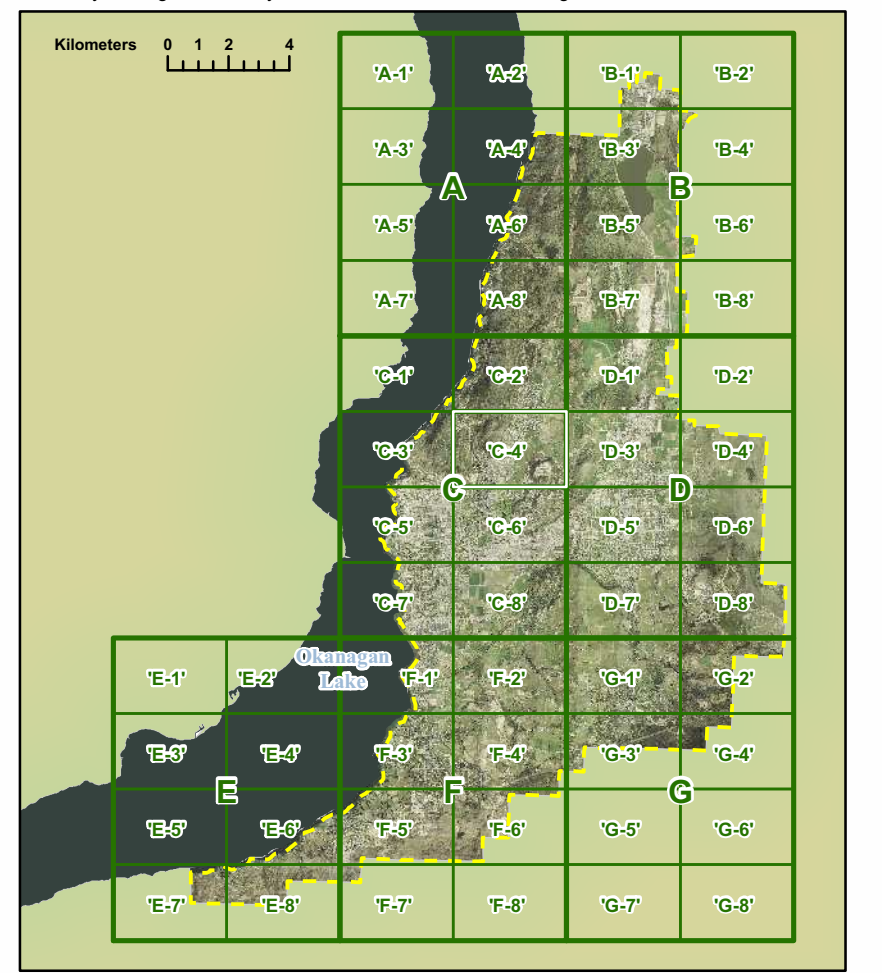 Kilometers 0 1 2 4
'A-1' 'A-2' 'B-1' 'B-2'
'A-3' 'A-4' 'B-3' 'B-4'
A B
'A-5' 'A-6' 'B-5' 'B-6'
'A-7' 'A-8' 'B-7' 'B-8'
'C-1' 'C-2' 'D-1' 'D-2'
'C-3' 'C-4' 'D-3' 'D-4'
C D
'C-5' 'C-6' 'D-5' 'D-6'
'C-7' 'C-8' 'D-7' 'D-8'
Okanagan
Lake
'E-1' 'E-2' 'F-1' 'F-2' 'G-1' 'G-2'
'E-3' 'E-4' 'F-3' 'F-4' 'G-3' 'G-4'
E F G
'E-5' 'E-6' 'F-5' 'F-6' 'G-5' 'G-6'
'E-7' 'E-8' 'F-7' 'F-8' 'G-7' 'G-8'